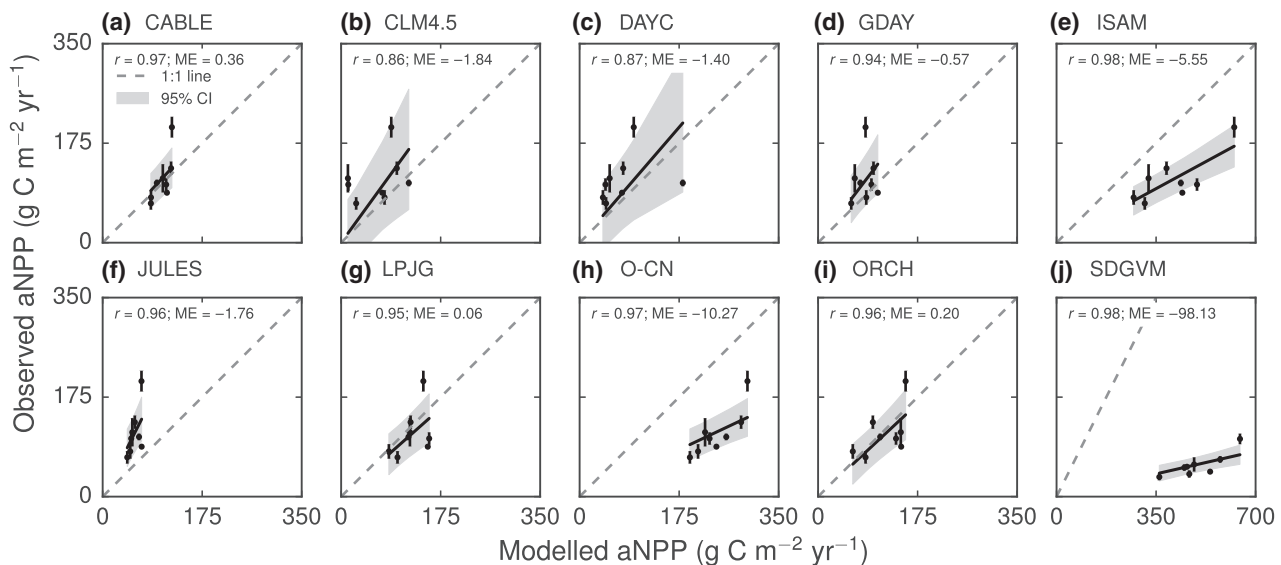 (a) CABLE
(b) CLM4.5
(c) DAYC
(d) GDAY
(e) ISAM
350
r = 0.97; ME = 0.36
r = 0.86; ME = −1.84
r = 0.87; ME = −1.40
r = 0.94; ME = −0.57
r = 0.98; ME = −5.55
1:1 line
95% CI
175
0
0
175
350
0
350
700
(f) JULES
(g) LPJG
(h) O-CN
(i) ORCH
(j) SDGVM
350
r = 0.96; ME = −1.76
r = 0.95; ME = 0.06
r = 0.97; ME = −10.27
r = 0.96; ME = 0.20
r = 0.98; ME = −98.13
175
0
0 175 350
0 175 350
0 175 350
0 175 350
350 700
Observed aNPP (g C m⁻² yr⁻¹)
Modelled aNPP (g C m⁻² yr⁻¹)